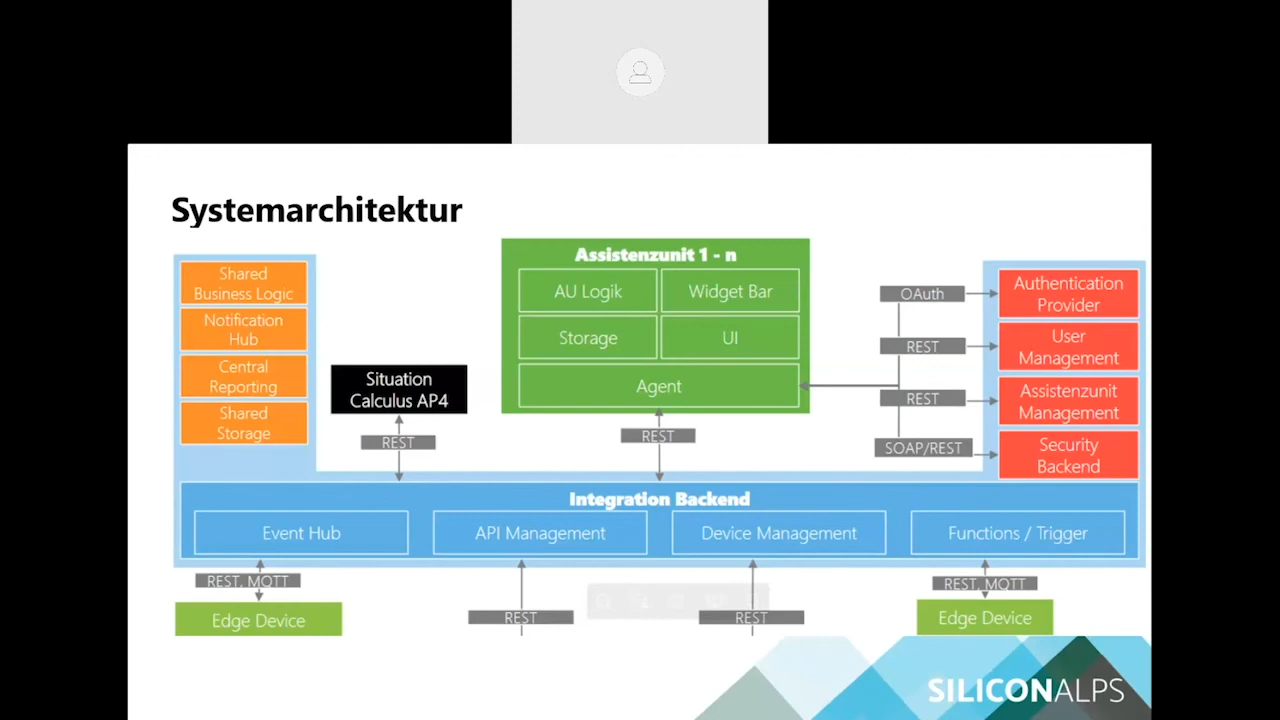 Systemarchitektur
Shared
Business Logic
Notification
Hub
Central
Reporting
Shared
Storage
Situation
Calculus AP4
REST
Assistenzunit 1 - n
AU Logik
Widget Bar
Storage
UI
Agent
REST
OAuth
REST
REST
SOAP/REST
Authentication
Provider
User
Management
Assistenzunit
Management
Security
Backend
Integration Backend
Event Hub
API Management
Device Management
Functions / Trigger
REST, MQTT
REST
REST
REST, MQTT
Edge Device
Edge Device
SILICONALPS